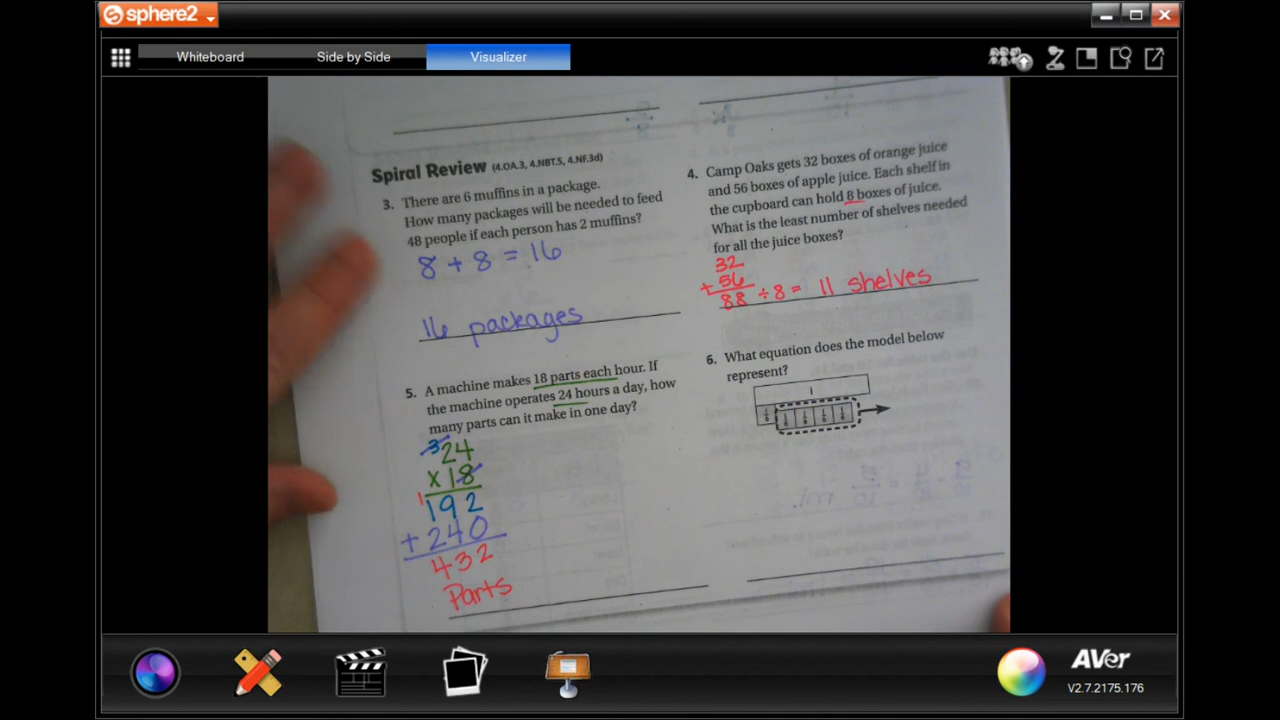 sphere2
Whiteboard
Side by Side
Visualizer
Spiral Review (4.OA.3, 4.NBT.5, 4.NF.3d)
3. There are 6 muffins in a package.
How many packages will be needed to feed
48 people if each person has 2 muffins?
8 + 8 = 16
16 packages
4. Camp Oaks gets 32 boxes of orange juice
and 56 boxes of apple juice. Each shelf in
the cupboard can hold 8 boxes of juice.
What is the least number of shelves needed
for all the juice boxes?
32
+ 56
88 ÷ 8 = 11 shelves
5. A machine makes 18 parts each hour. If
the machine operates 24 hours a day, how
many parts can it make in one day?
3
24
x 18
1
192
+ 240
432
Parts
6. What equation does the model below
represent?
1
AVer
V2.7.2175.176